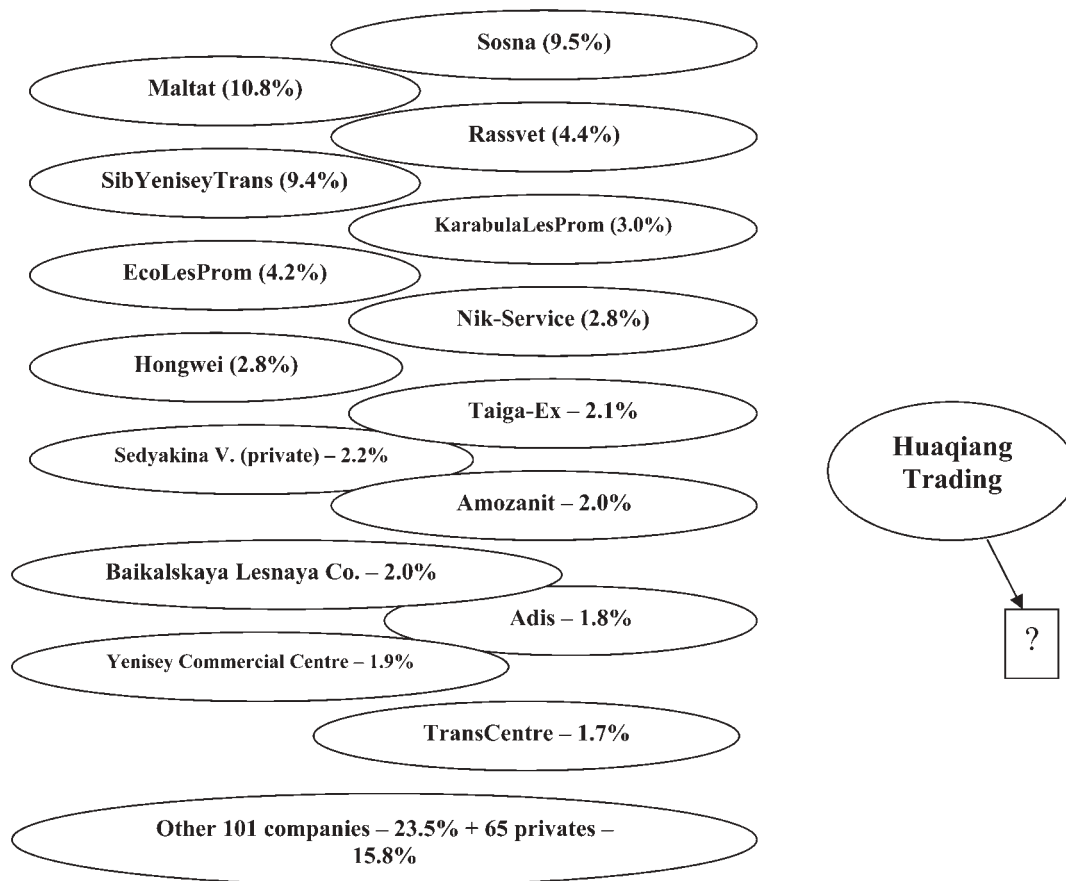 Sosna (9.5%)
Maltat (10.8%)
Rassvet (4.4%)
SibYeniseyTrans (9.4%)
KarabulaLesProm (3.0%)
EcoLesProm (4.2%)
Nik-Service (2.8%)
Hongwei (2.8%)
Taiga-Ex – 2.1%
Sedyakina V. (private) – 2.2%
Amozanit – 2.0%
Baikalskaya Lesnaya Co. – 2.0%
Adis – 1.8%
Yenisey Commercial Centre – 1.9%
TransCentre – 1.7%
Other 101 companies – 23.5% + 65 privates –
15.8%
Huaqiang
Trading
?